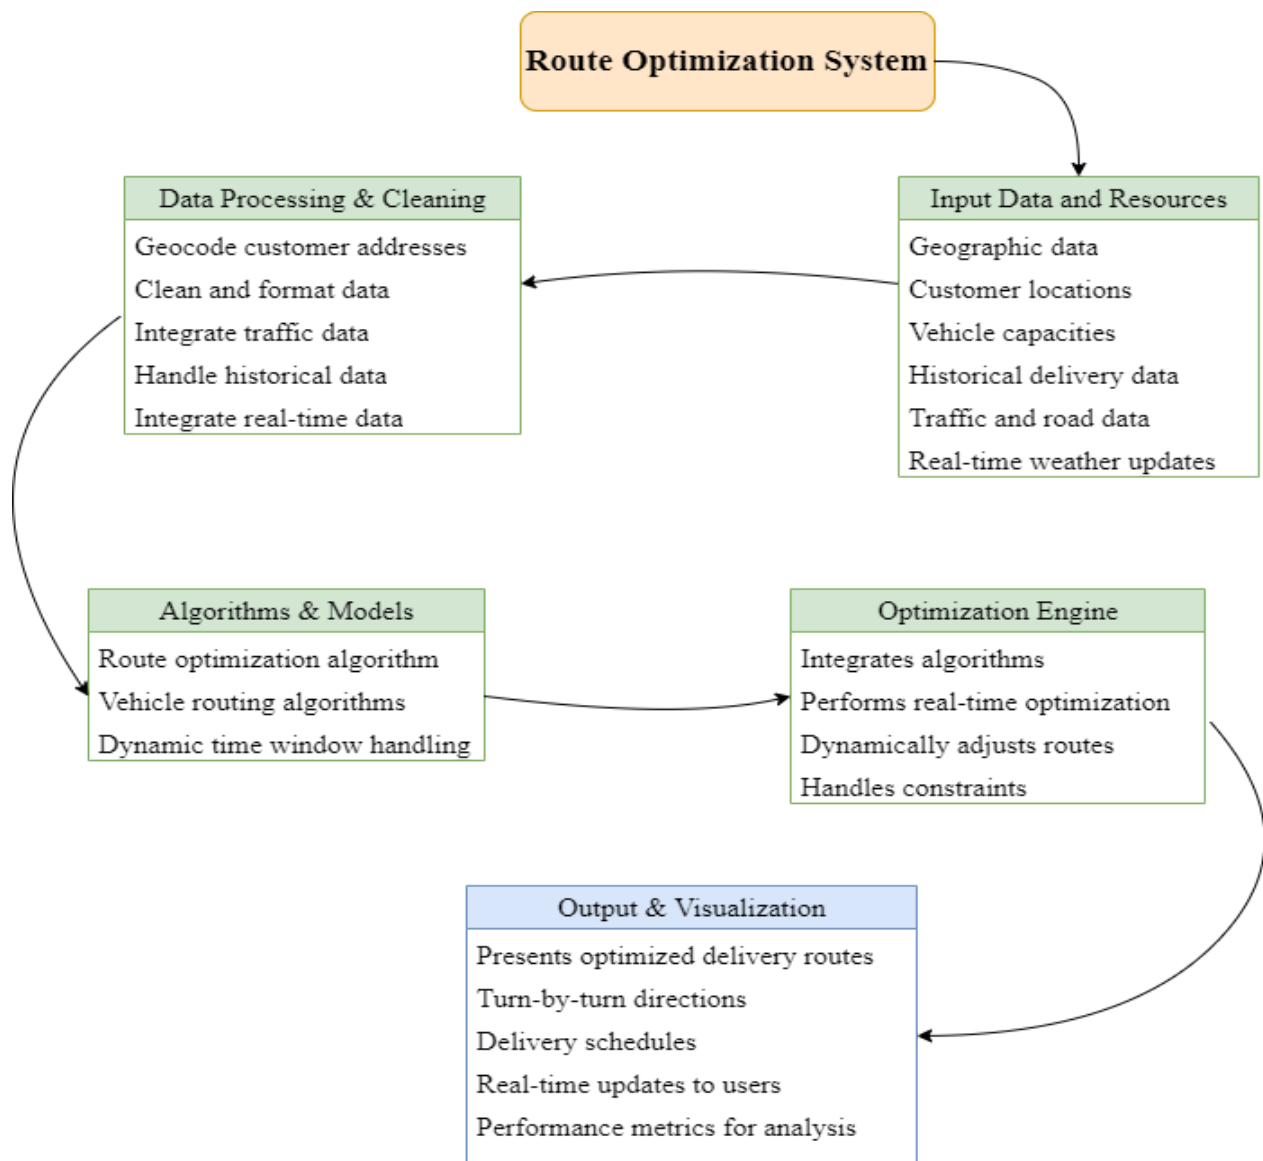 Route Optimization System
Data Processing & Cleaning
Geocode customer addresses
Clean and format data
Integrate traffic data
Handle historical data
Integrate real-time data
Input Data and Resources
Geographic data
Customer locations
Vehicle capacities
Historical delivery data
Traffic and road data
Real-time weather updates
Algorithms & Models
Route optimization algorithm
Vehicle routing algorithms
Dynamic time window handling
Optimization Engine
Integrates algorithms
Performs real-time optimization
Dynamically adjusts routes
Handles constraints
Output & Visualization
Presents optimized delivery routes
Turn-by-turn directions
Delivery schedules
Real-time updates to users
Performance metrics for analysis